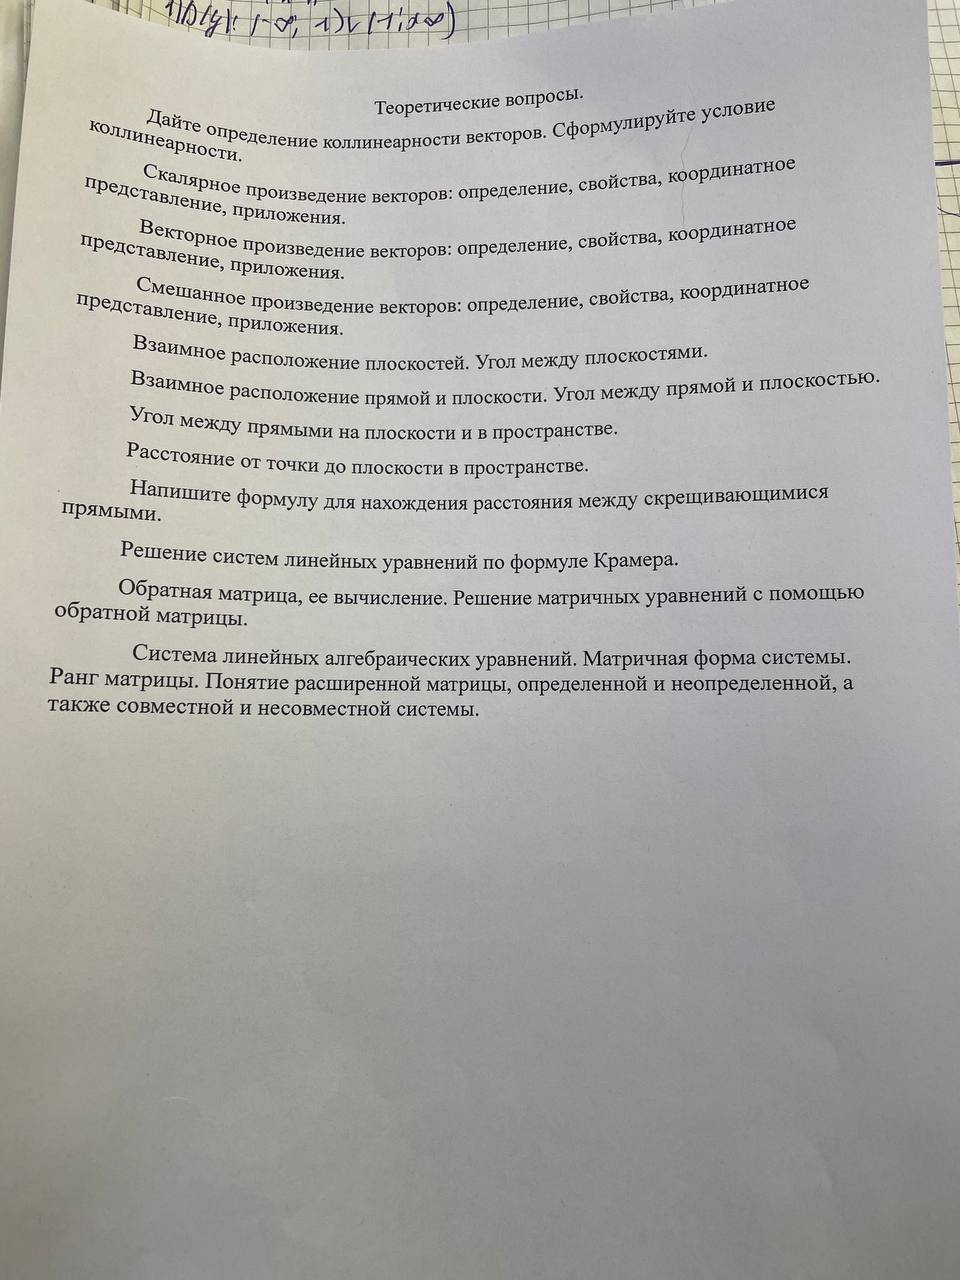 1) D(y): (-∞; 1) ∪ (1; +∞)
Теоретические вопросы.
Дайте определение коллинеарности векторов. Сформулируйте условие
коллинеарности.
Скалярное произведение векторов: определение, свойства, координатное
представление, приложения.
Векторное произведение векторов: определение, свойства, координатное
представление, приложения.
Смешанное произведение векторов: определение, свойства, координатное
представление, приложения.
Взаимное расположение плоскостей. Угол между плоскостями.
Взаимное расположение прямой и плоскости. Угол между прямой и плоскостью.
Угол между прямыми на плоскости и в пространстве.
Расстояние от точки до плоскости в пространстве.
Напишите формулу для нахождения расстояния между скрещивающимися
прямыми.
Решение систем линейных уравнений по формуле Крамера.
Обратная матрица, ее вычисление. Решение матричных уравнений с помощью
обратной матрицы.
Система линейных алгебраических уравнений. Матричная форма системы.
Ранг матрицы. Понятие расширенной матрицы, определенной и неопределенной, а
также совместной и несовместной системы.